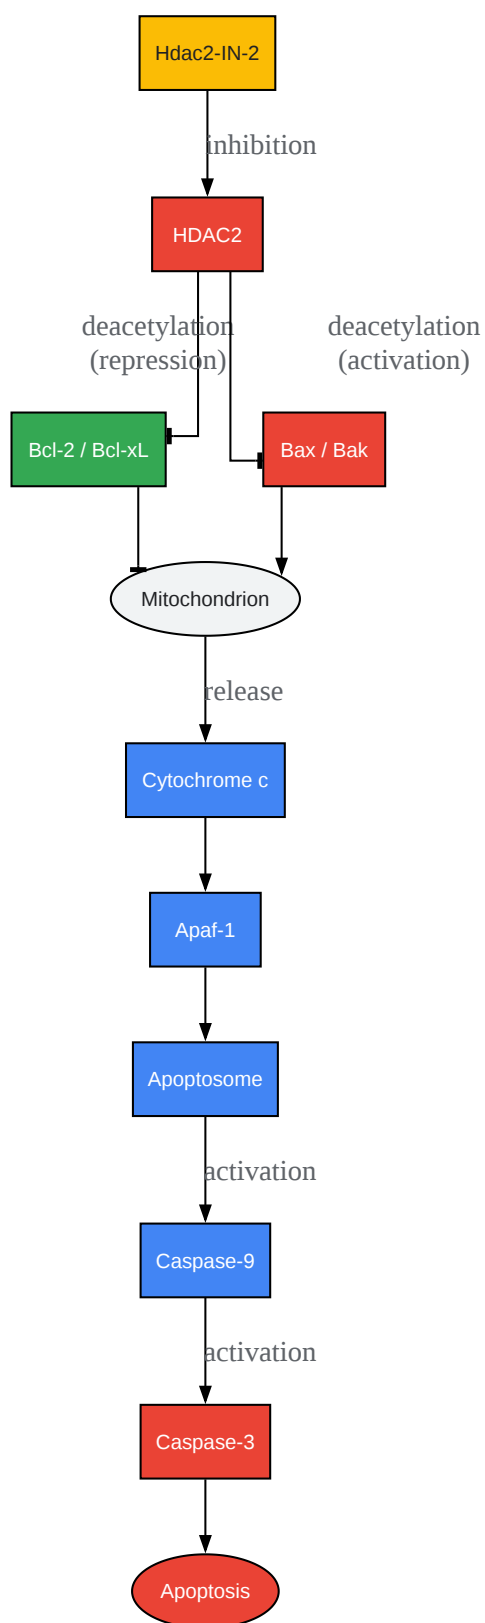 Hdac2-IN-2
inhibition
HDAC2
deacetylation
(repression)
deacetylation
(activation)
Bcl-2 / Bcl-xL
Bax / Bak
Mitochondrion
release
Cytochrome c
Apaf-1
Apoptosome
activation
Caspase-9
activation
Caspase-3
Apoptosis